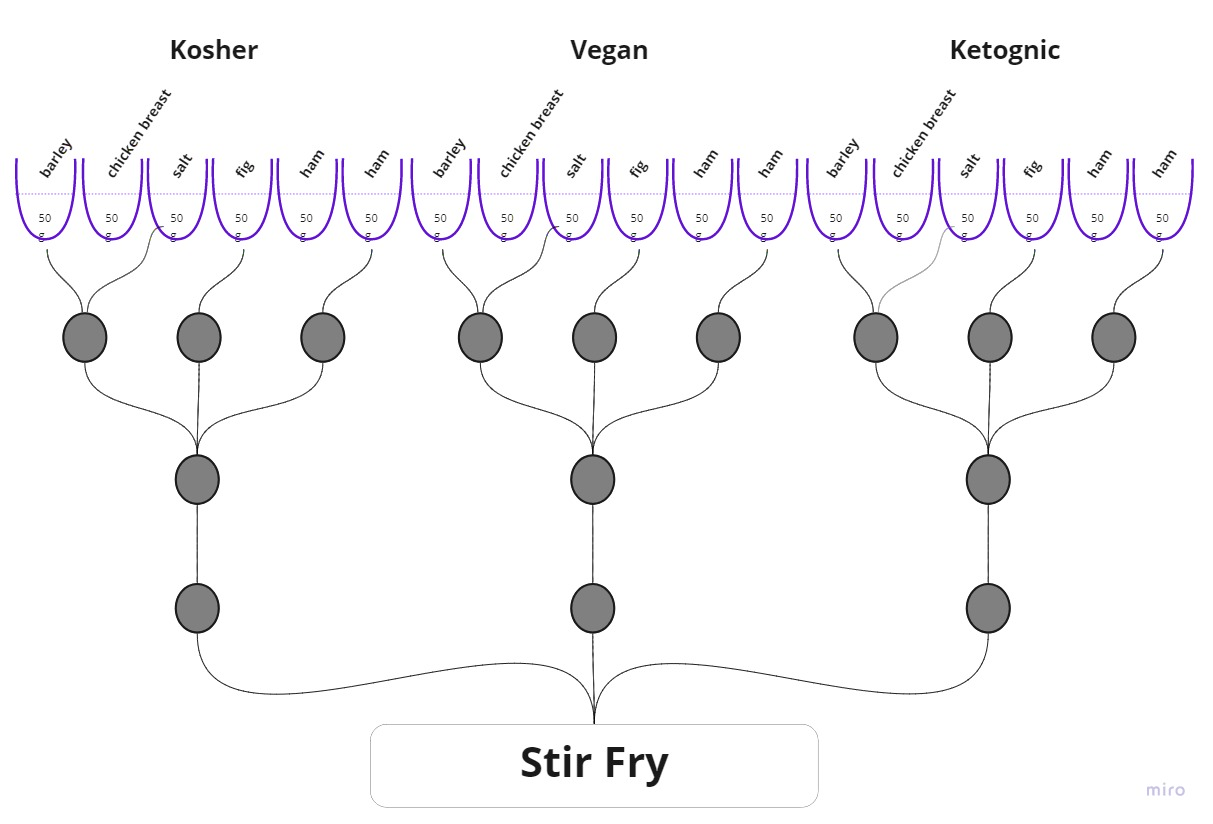 Kosher Vegan Ketognic
barley chicken breast salt fig ham ham barley chicken breast salt fig ham ham barley chicken breast salt fig ham ham
50 50 50 50 50 50 50 50 50 50 50 50 50 50 50 50 50 50
g g g g g g g g g g g g g g g g g g
Stir Fry
miro